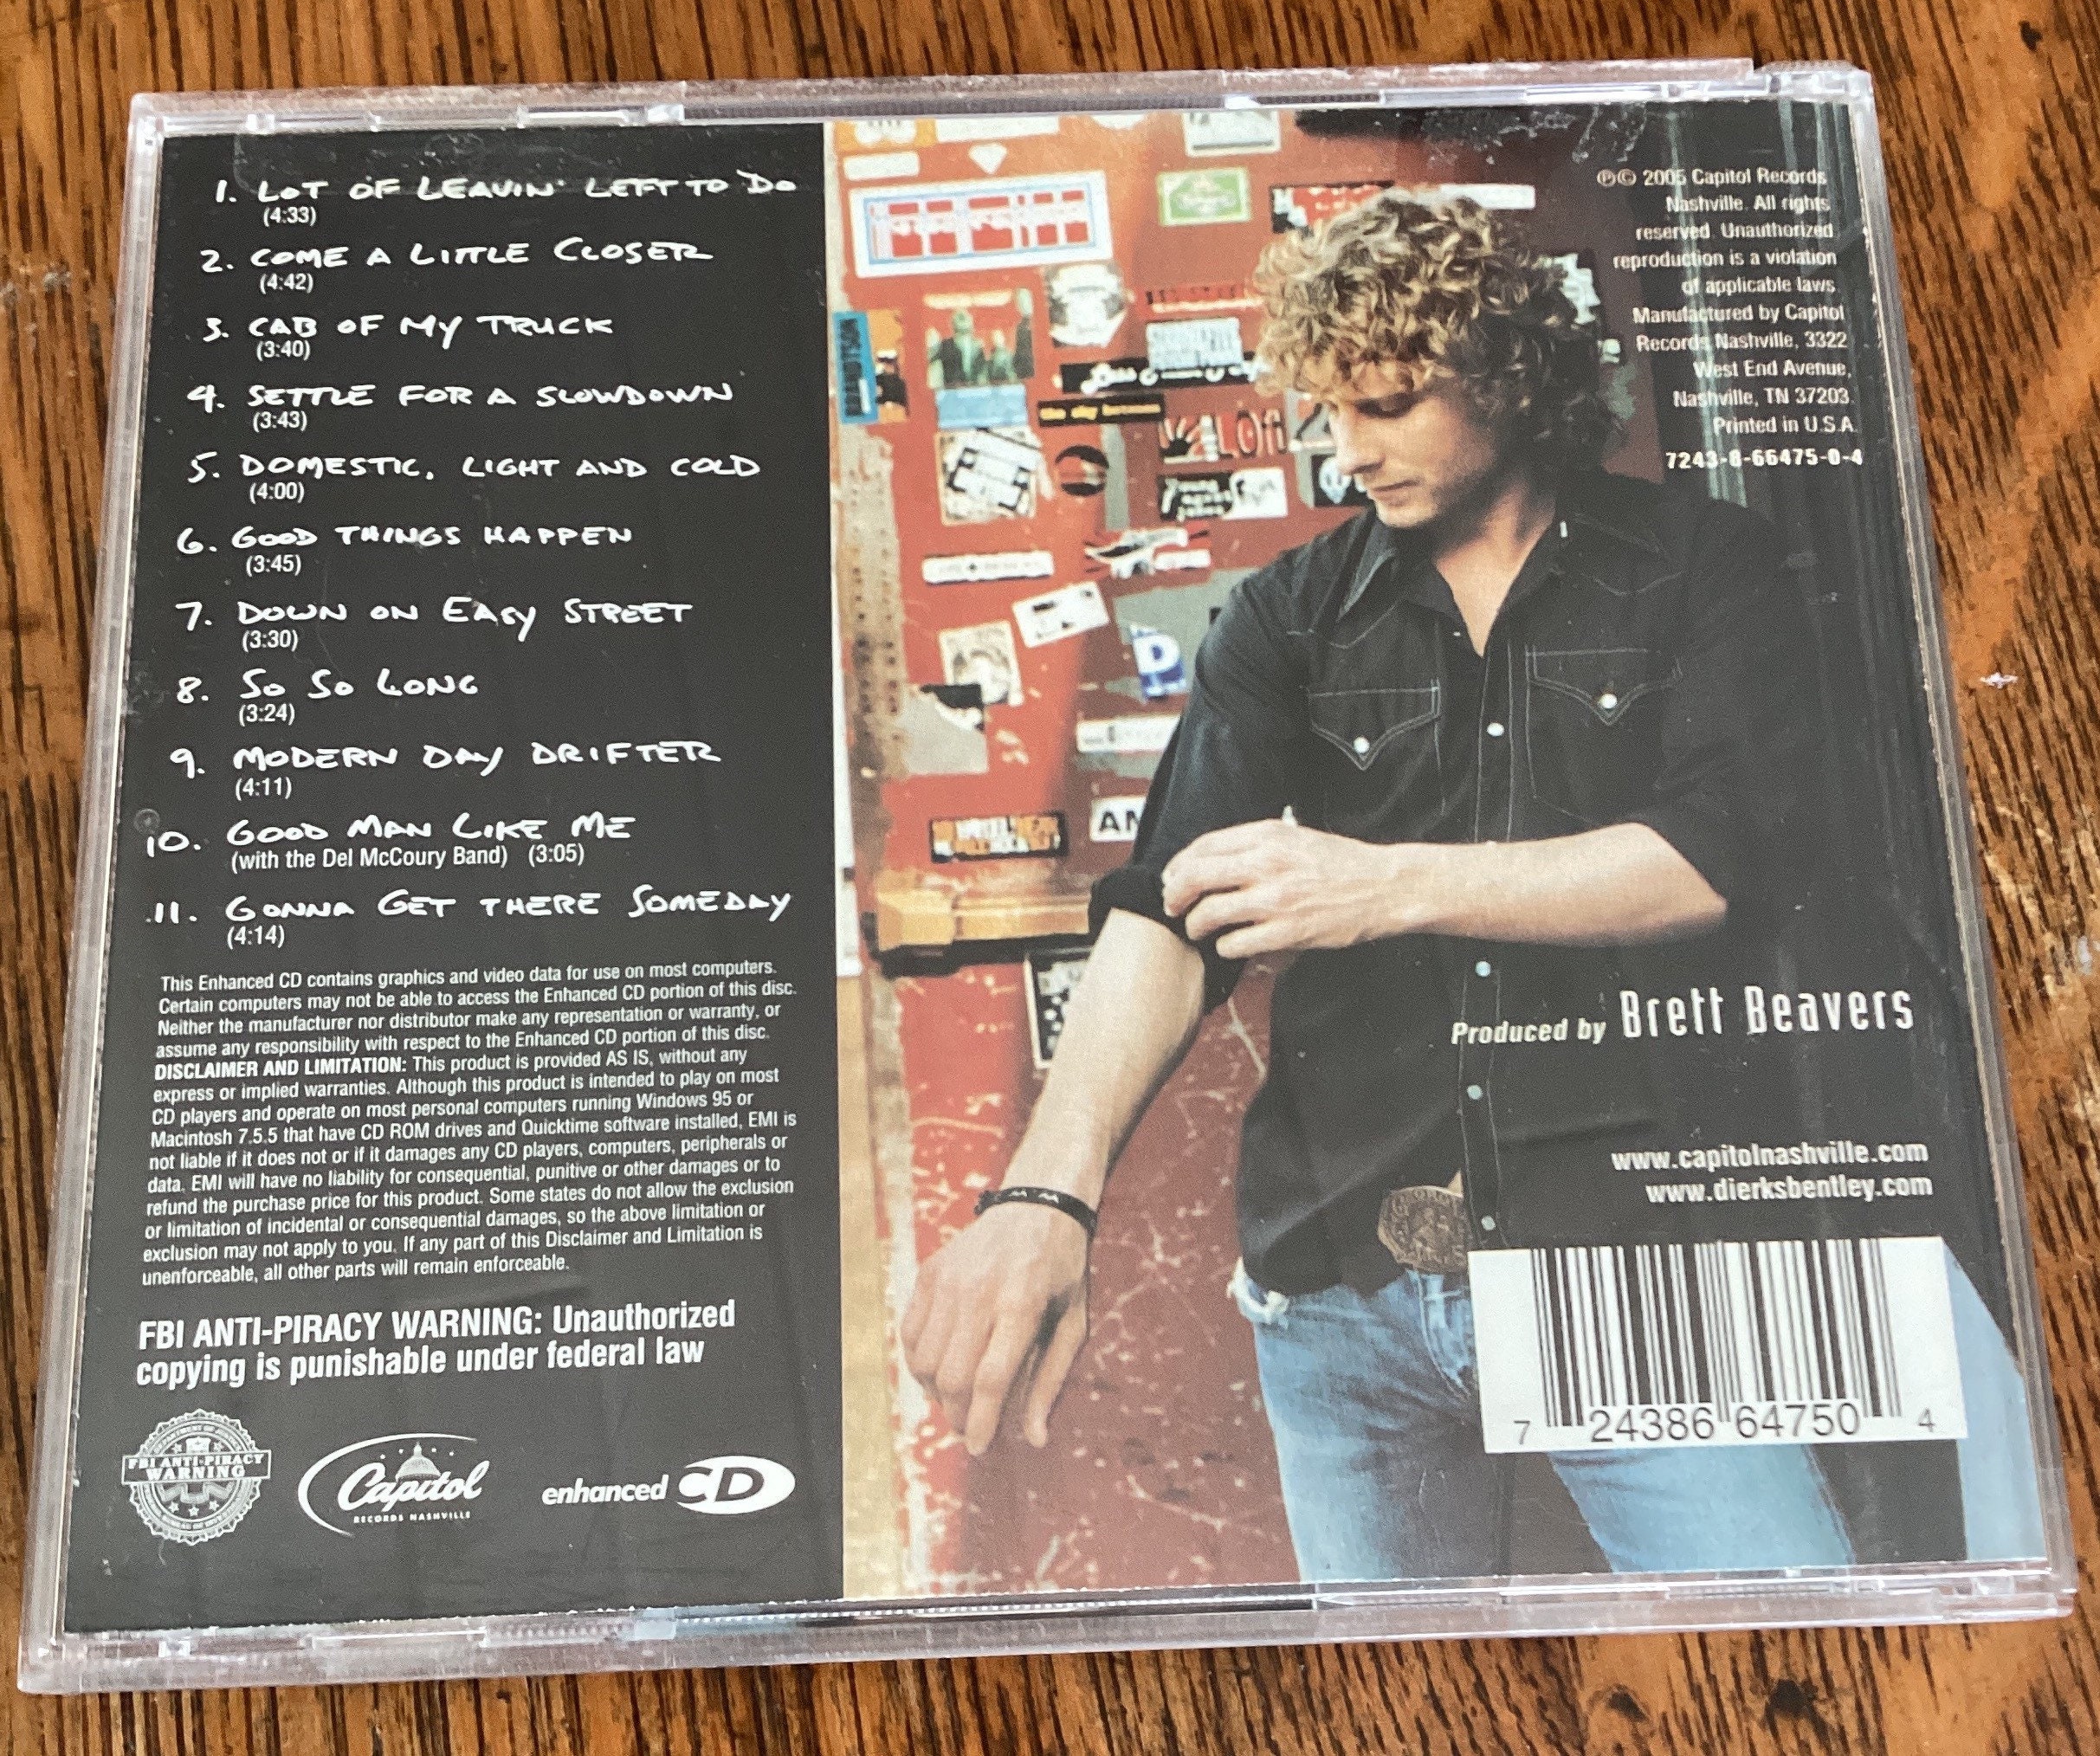 1. LOT OF LEAVIN' LEFT TO DO
(4:33)
2. COME A LITTLE CLOSER
(4:42)
3. CAB OF MY TRUCK
(3:40)
4. SETTLE FOR A SLOWDOWN
(3:43)
5. DOMESTIC, LIGHT AND COLD
(4:00)
6. GOOD THINGS HAPPEN
(3:45)
7. DOWN ON EASY STREET
(3:30)
8. SO SO LONG
(3:24)
9. MODERN DAY DRIFTER
(4:11)
10. GOOD MAN LIKE ME
(with the Del McCoury Band) (3:05)
11. GONNA GET THERE SOMEDAY
(4:14)
This Enhanced CD contains graphics and video data for use on most computers.
Certain computers may not be able to access the Enhanced CD portion of this disc.
Neither the manufacturer nor distributor make any representation or warranty, or
assume any responsibility with respect to the Enhanced CD portion of this disc.
DISCLAIMER AND LIMITATION: This product is provided AS IS, without any
express or implied warranties. Although this product is intended to play on most
CD players and operate on most personal computers running Windows 95 or
Macintosh 7.5.5 that have CD ROM drives and Quicktime software installed, EMI is
not liable if it does not or if it damages any CD players, computers, peripherals or
data. EMI will have no liability for consequential, punitive or other damages or to
refund the purchase price for this product. Some states do not allow the exclusion
or limitation of incidental or consequential damages, so the above limitation or
exclusion may not apply to you. If any part of this Disclaimer and Limitation is
unenforceable, all other parts will remain enforceable.
FBI ANTI-PIRACY WARNING: Unauthorized
copying is punishable under federal law
FBI ANTI-PIRACY
WARNING
Capitol
RECORDS NASHVILLE
enhanced CD
℗© 2005 Capitol Records
Nashville. All rights
reserved. Unauthorized
reproduction is a violation
of applicable laws.
Manufactured by Capitol
Records Nashville, 3322
West End Avenue,
Nashville, TN 37203.
Printed in U.S.A.
7243-8-66475-0-4
the day between
LOfi
P
AN
Produced by Brett Beavers
www.capitolnashville.com
www.dierksbentley.com
7 24386 64750 4